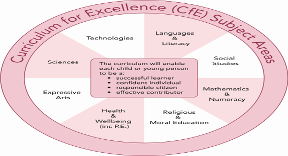 Curriculum for Excellence (CfE) Subject Areas
Technologies
Languages
&
Literacy
Sciences
Social
Studies
The curriculum will enable
each child or young person
to be a:
• successful learner
• confident individual
• responsible citizen
• effective contributor
Expressive
Arts
Mathematics
&
Numeracy
Health
&
Wellbeing
(inc P.E.)
Religious
&
Moral Education